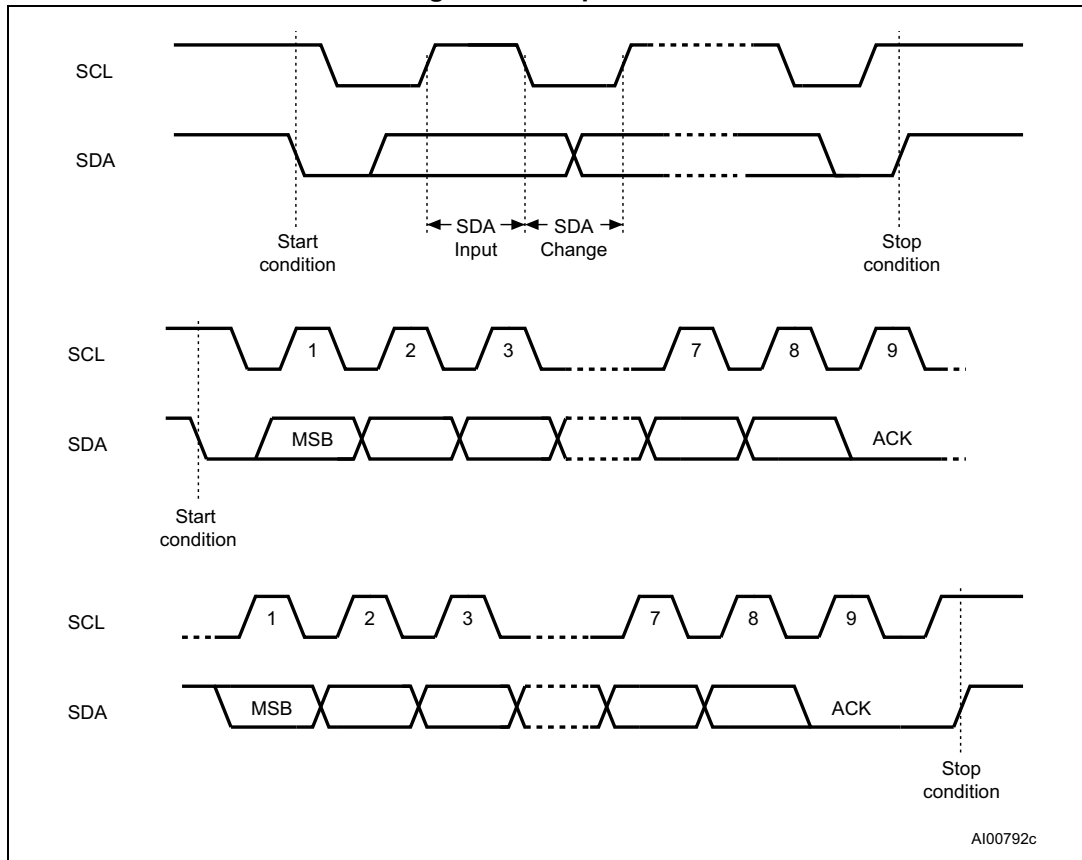 SCL
SDA
SDA
Input
SDA
Change
Start
condition
Stop
condition
SCL
1 2 3 7 8 9
SDA
MSB ACK
Start
condition
SCL
1 2 3 7 8 9
SDA
MSB ACK
Stop
condition
AI00792c